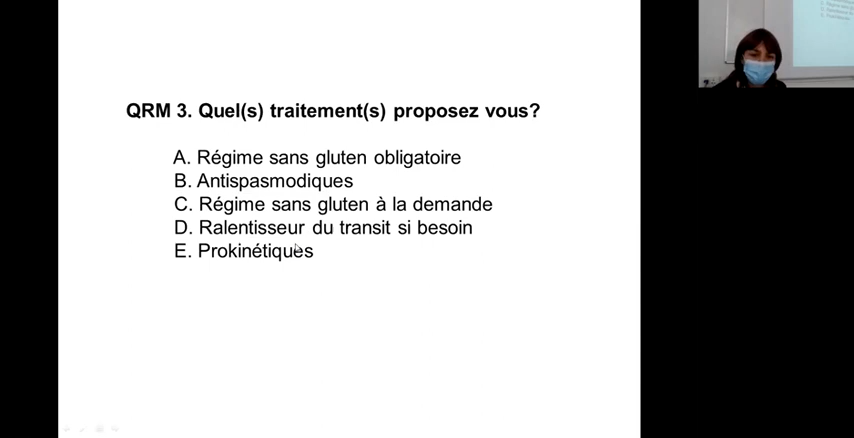 QRM 3. Quel(s) traitement(s) proposez vous?
A. Régime sans gluten obligatoire
B. Antispasmodiques
C. Régime sans gluten à la demande
D. Ralentisseur du transit si besoin
E. Prokinétiques